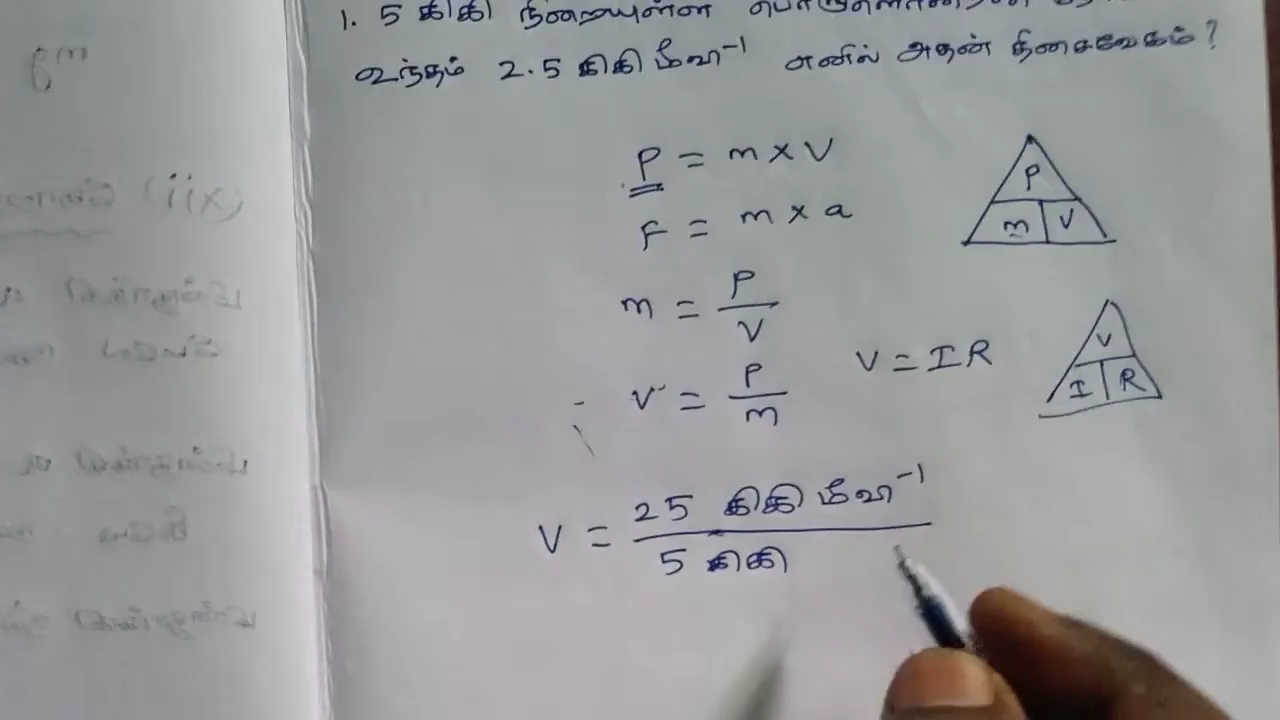 1. 5 கிகி நிறையுள்ள
உந்தம் 2.5 கிகி மீவி⁻¹ எனில் அதன் திசைவேகம்?
P = m x V
F = m x a
P
m V
m = P/V
V = P/m
V = IR
V
I R
V = 25 கிகி மீவி⁻¹ / 5 கிகி